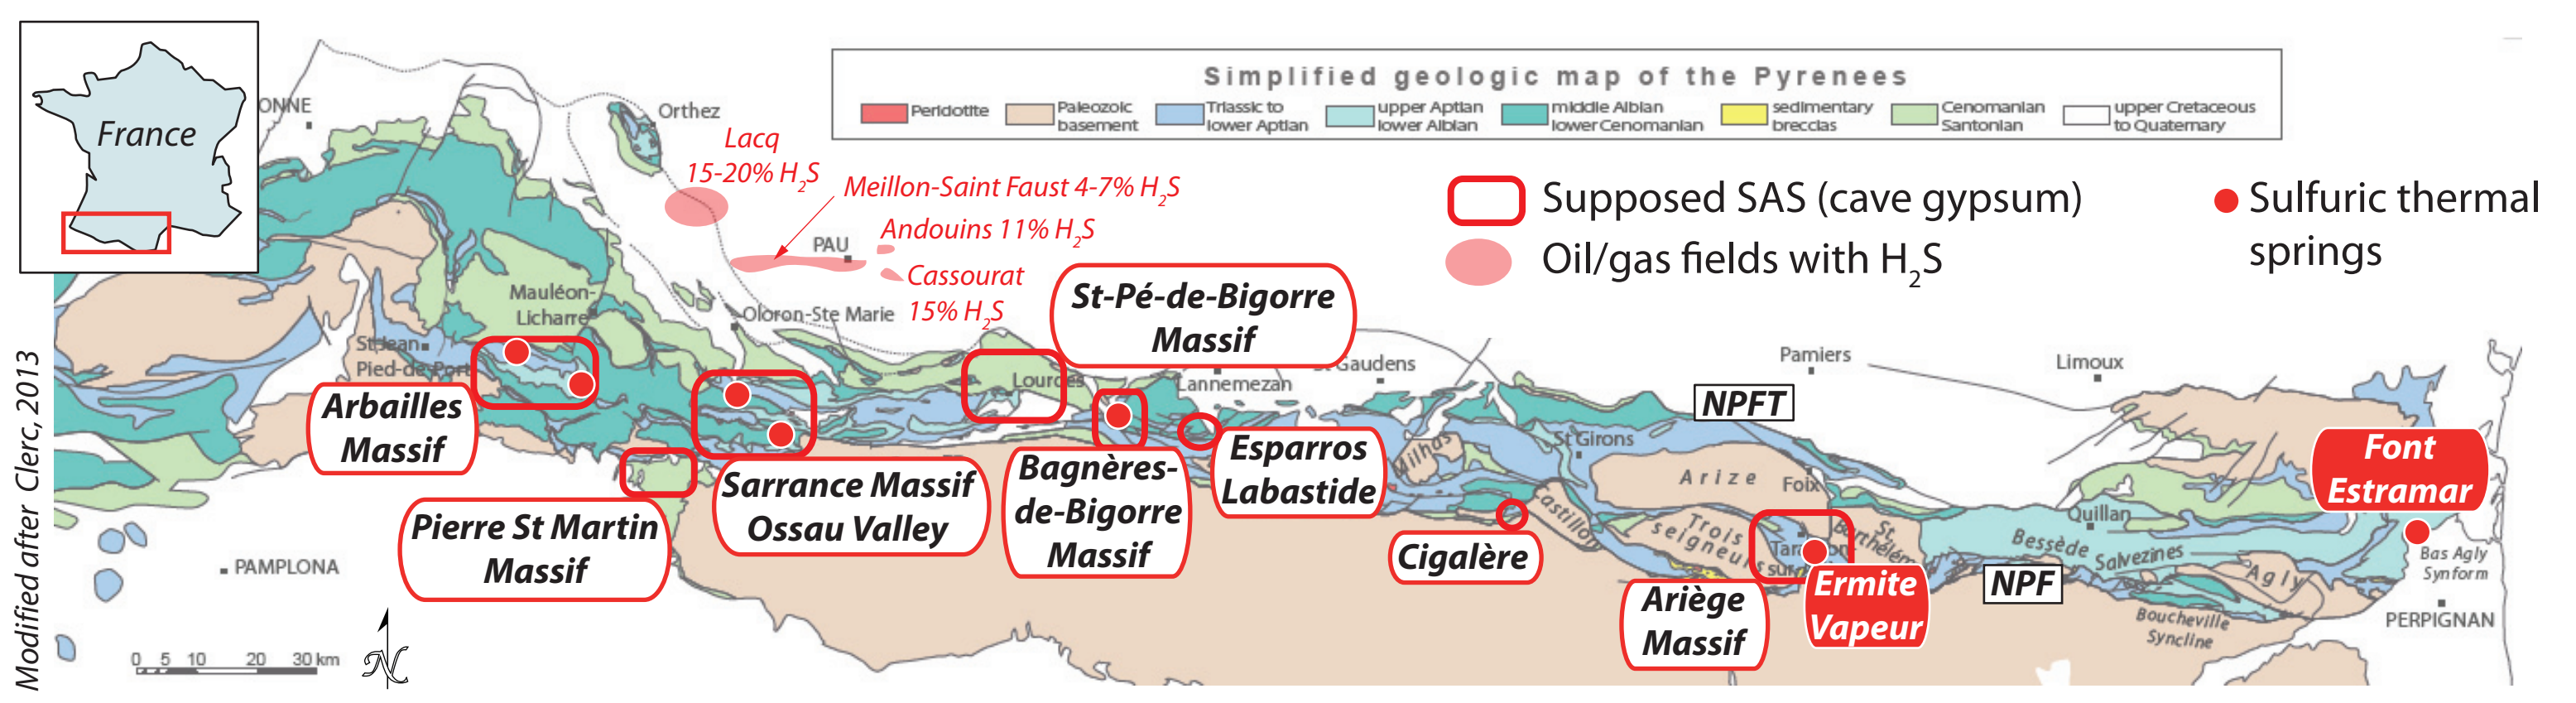 France
ONNE
Orthez
Simplified geologic map of the Pyrenees
Peridotite
Paleozoic
basement
Triassic to
lower Aptian
upper Aptian
lower Albian
middle Albian
lower Cenomanian
sedimentary
breccias
Cenomanian
Santonian
upper Cretaceous
to Quaternary
Lacq
15-20% H₂S
Meillon-Saint Faust 4-7% H₂S
Andouins 11% H₂S
PAU
Cassourat
15% H₂S
Supposed SAS (cave gypsum)
Oil/gas fields with H₂S
Sulfuric thermal
springs
Mauléon-
Licharre
Oloron-Ste Marie
St-Pé-de-Bigorre
Massif
St Jean
Pied-de-Port
Lourdes
Lannemezan
St Gaudens
Pamiers
Limoux
Arbailles
Massif
NPFT
Pierre St Martin
Massif
Sarrance Massif
Ossau Valley
Bagnères-
de-Bigorre
Massif
Esparros
Labastide
Milhas
St Girons
Arize
Foix
Castillon
Cigalère
Trois
seigneurs
St
Barthélémy
sur
Ermite
Vapeur
Ariège
Massif
Quillan
Bessède
Salvezines
NPF
Agly
Boucheville
Syncline
Font
Estramar
Bas Agly
Synform
PERPIGNAN
PAMPLONA
0 5 10 20 30 km
N
Modified after Clerc, 2013